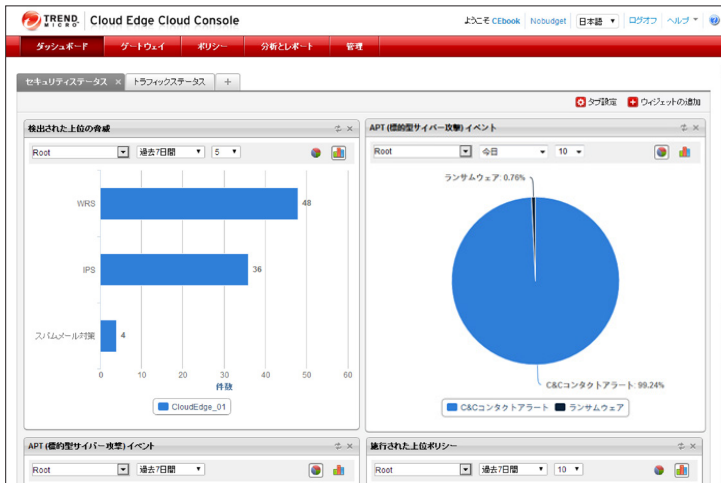 TREND MICRO Cloud Edge Cloud Console
ようこそ CEbook Nobudget 日本語 ログオフ ヘルプ
ダッシュボード ゲートウェイ ポリシー 分析とレポート 管理
セキュリティステータス × トラフィックステータス +
タブ設定 ウィジェットの追加
検出された上位の脅威
Root 過去7日間 5
WRS 48
IPS 36
スパムメール対策 4
0 10 20 30 40 50 60
件数
CloudEdge_01
APT (標的型サイバー攻撃) イベント
Root 今日 10
ランサムウェア: 0.76%
C&Cコンタクトアラート: 99.24%
C&Cコンタクトアラート ランサムウェア
APT (標的型サイバー攻撃) イベント
Root 過去7日間
施行された上位ポリシー
Root 過去7日間 10